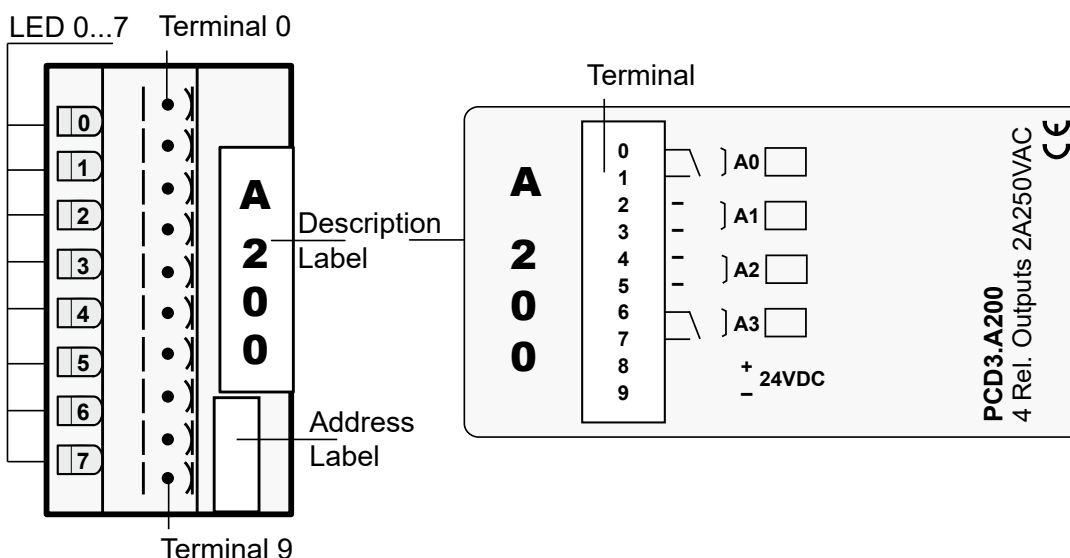 LED 0...7
Terminal 0
0
1
2
3
4
5
6
7
A
2
0
0
Description
Label
Address
Label
Terminal 9
Terminal
A
2
0
0
0
1
2
3
4
5
6
7
8
9
A0
A1
A2
A3
+
24VDC
–
PCD3.A200
4 Rel. Outputs 2A250VAC
CE